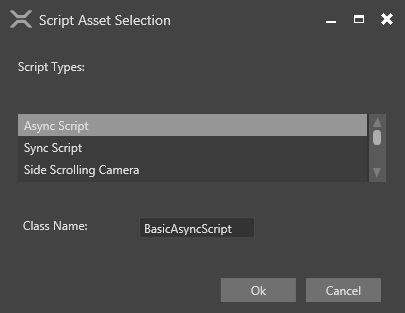 Script Asset Selection
Script Types:
Async Script
Sync Script
Side Scrolling Camera
Class Name:
BasicAsyncScript
Ok
Cancel